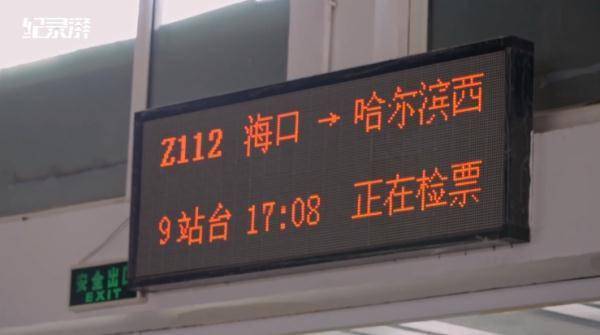 纪录泽
Z112 海口 → 哈尔滨西
9站台 17:08 正在检票
安全出口
EXIT